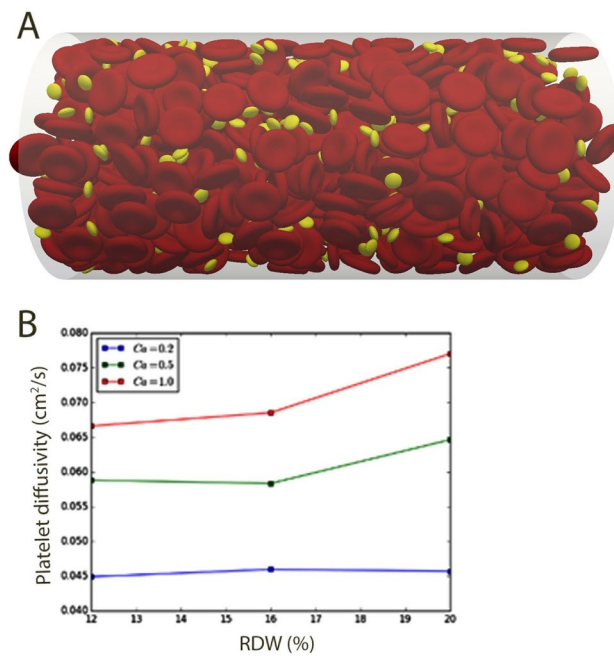 A
B
0.080
0.075
0.070
0.065
0.060
0.055
0.050
0.045
0.040
Ca=0.2
Ca=0.5
Ca=1.0
Platelet diffusivity (cm²/s)
12 13 14 15 16 17 18 19 20
RDW (%)